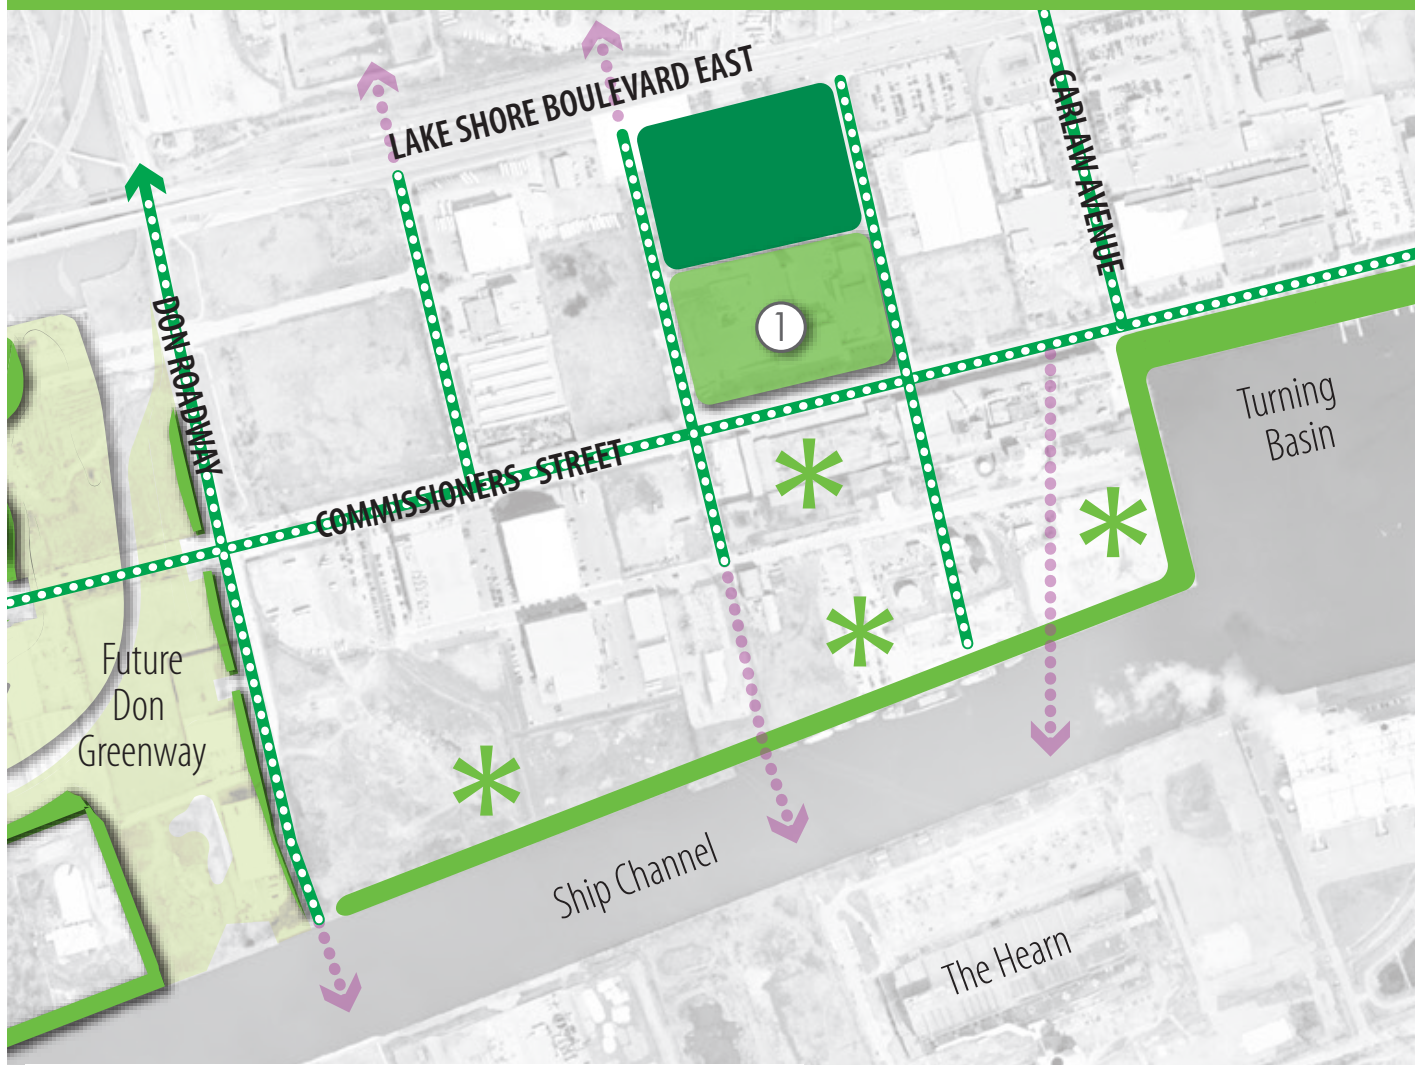 LAKE SHORE BOULEVARD EAST
CARLAW AVENUE
DON ROADWAY
1
Turning
Basin
COMMISSIONERS STREET
Future
Don
Greenway
Ship Channel
The Hearn